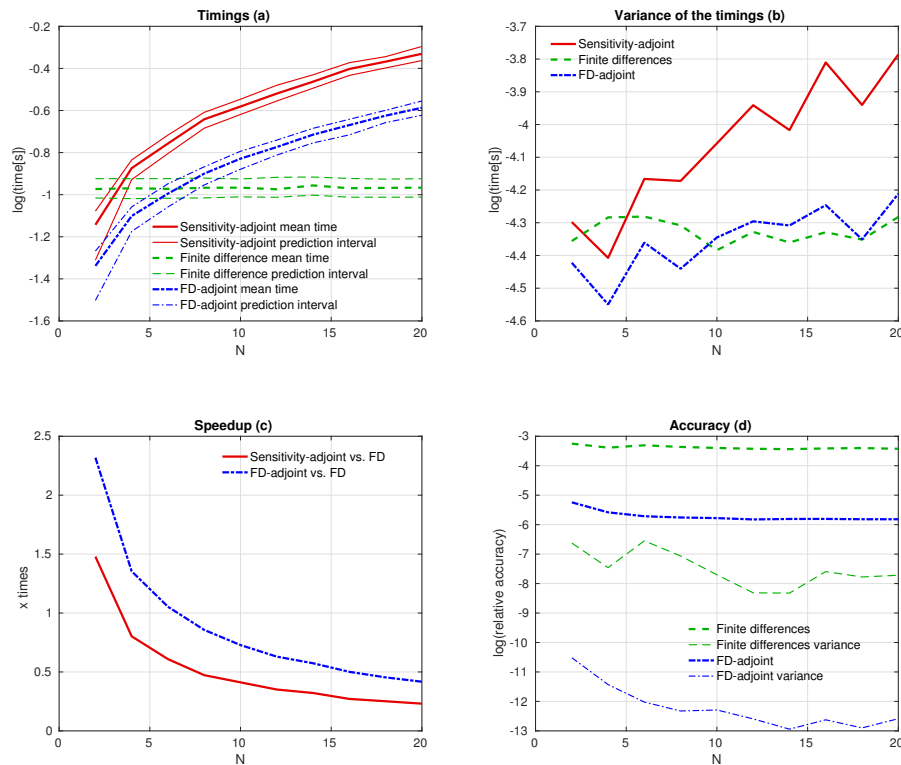 Timings (a)
-0.2
-0.4
-0.6
-0.8
-1
-1.2
-1.4
-1.6
log(time[s])
Sensitivity-adjoint mean time
Sensitivity-adjoint prediction interval
Finite difference mean time
Finite difference prediction interval
FD-adjoint mean time
FD-adjoint prediction interval
0 5 10 15 20
N
Variance of the timings (b)
-3.7
-3.8
-3.9
-4
-4.1
-4.2
-4.3
-4.4
-4.5
-4.6
log(time[s])
Sensitivity-adjoint
Finite differences
FD-adjoint
0 5 10 15 20
N
Speedup (c)
2.5
2
1.5
1
0.5
0
x times
Sensitivity-adjoint vs. FD
FD-adjoint vs. FD
0 5 10 15 20
N
Accuracy (d)
-3
-4
-5
-6
-7
-8
-9
-10
-11
-12
-13
log(relative accuracy)
Finite differences
Finite differences variance
FD-adjoint
FD-adjoint variance
0 5 10 15 20
N